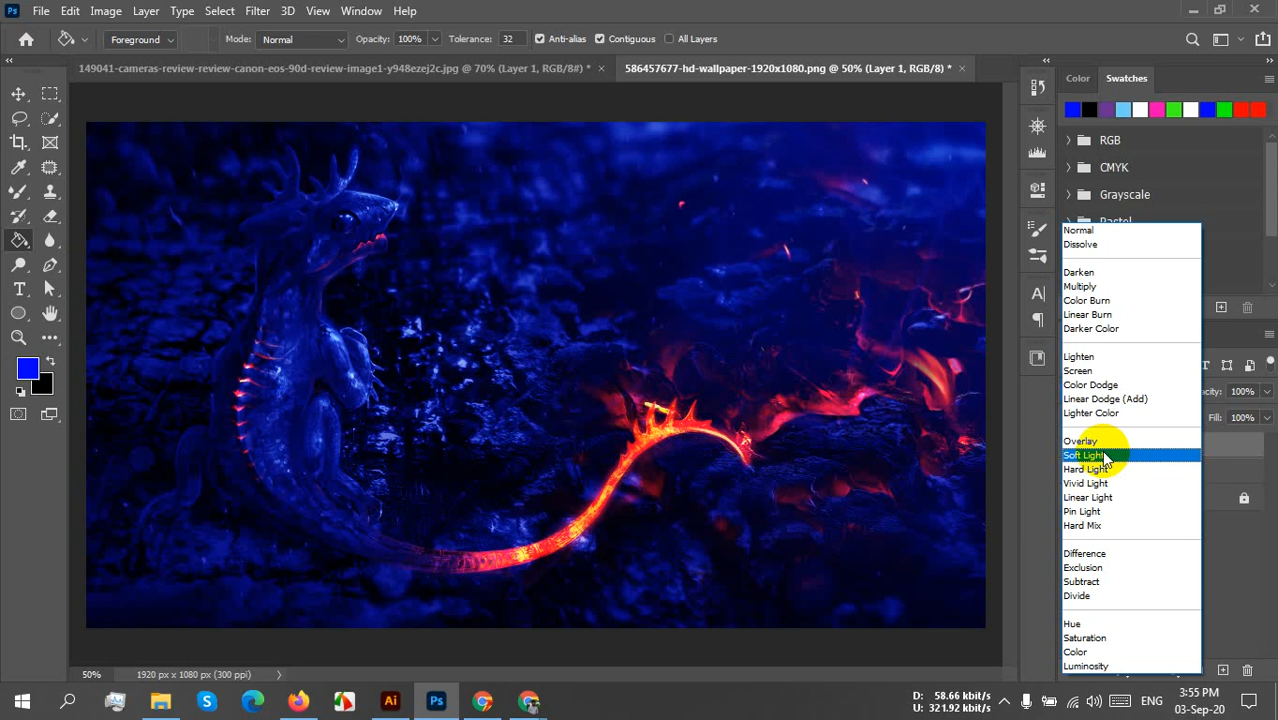 Ps File Edit Image Layer Type Select Filter 3D View Window Help
Foreground Mode: Normal Opacity: 100% Tolerance: 32 Anti-alias Contiguous All Layers
149041-cameras-review-review-canon-eos-90d-review-image1-y948ezej2c.jpg @ 70% (Layer 1, RGB/8#) * 586457677-hd-wallpaper-1920x1080.png @ 50% (Layer 1, RGB/8) *
Color Swatches
RGB
CMYK
Grayscale
Pastel
Normal
Dissolve
Darken
Multiply
Color Burn
Linear Burn
Darker Color
Lighten
Screen
Color Dodge
Linear Dodge (Add)
Lighter Color
Overlay
Soft Light
Hard Light
Vivid Light
Linear Light
Pin Light
Hard Mix
Difference
Exclusion
Subtract
Divide
Hue
Saturation
Color
Luminosity
100%
Fill: 100%
50% 1920 px x 1080 px (300 ppi)
Ai Ps
D: 58.66 kbit/s
U: 321.92 kbit/s
ENG
3:55 PM
03-Sep-20